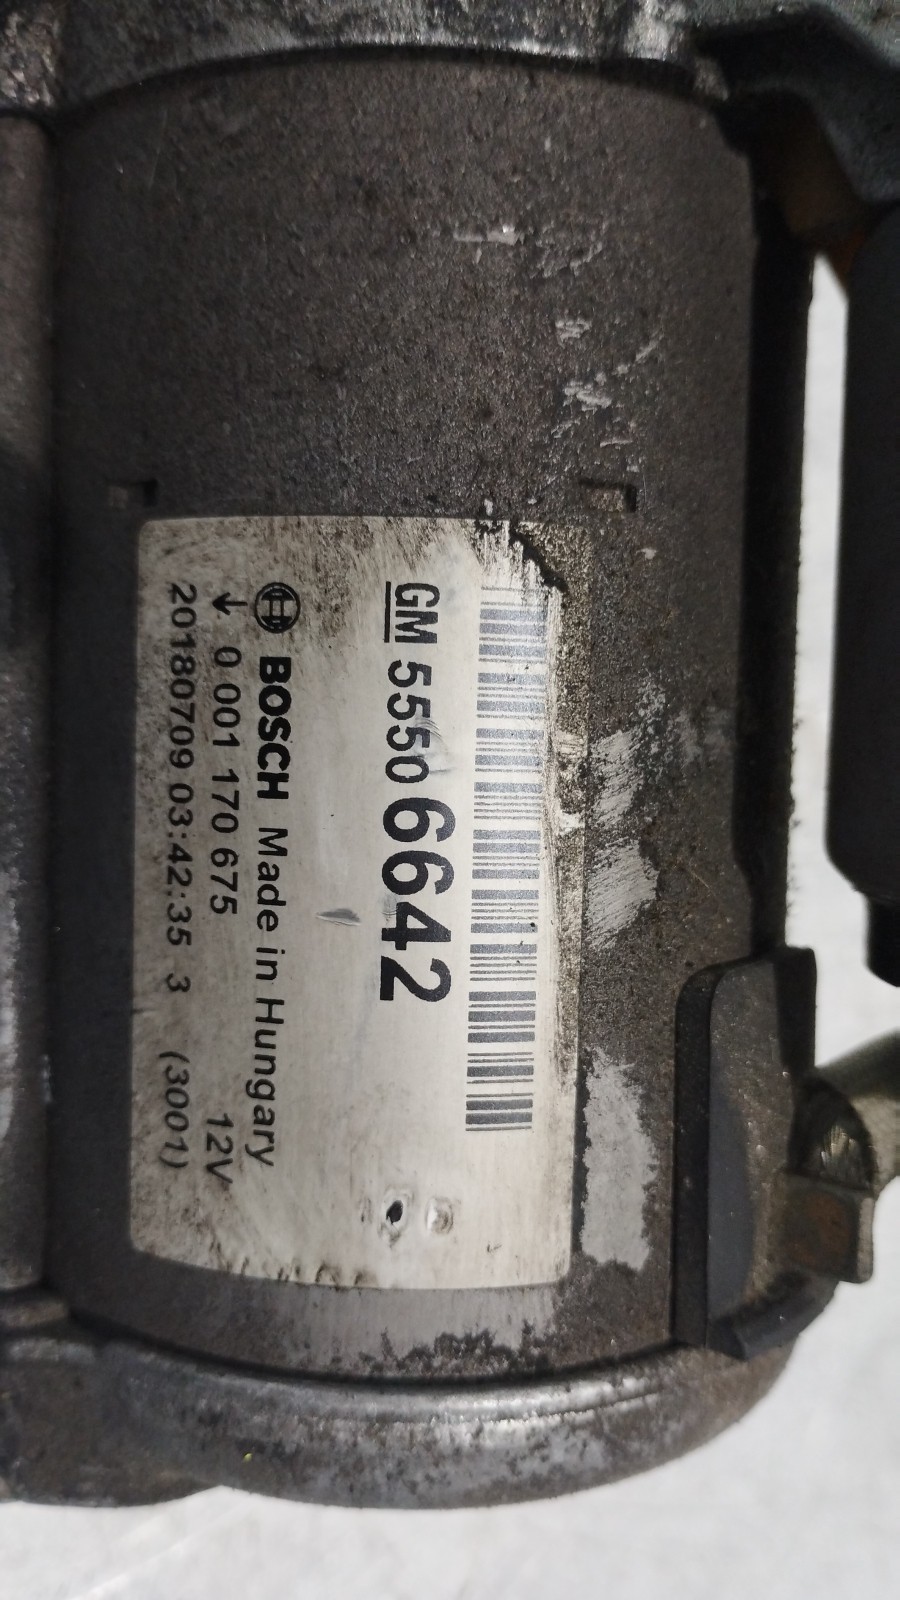 GM 5550 6642
BOSCH Made in Hungary
↓ 0 001 170 675 12V
20180709 03:42:35 3 (3001)